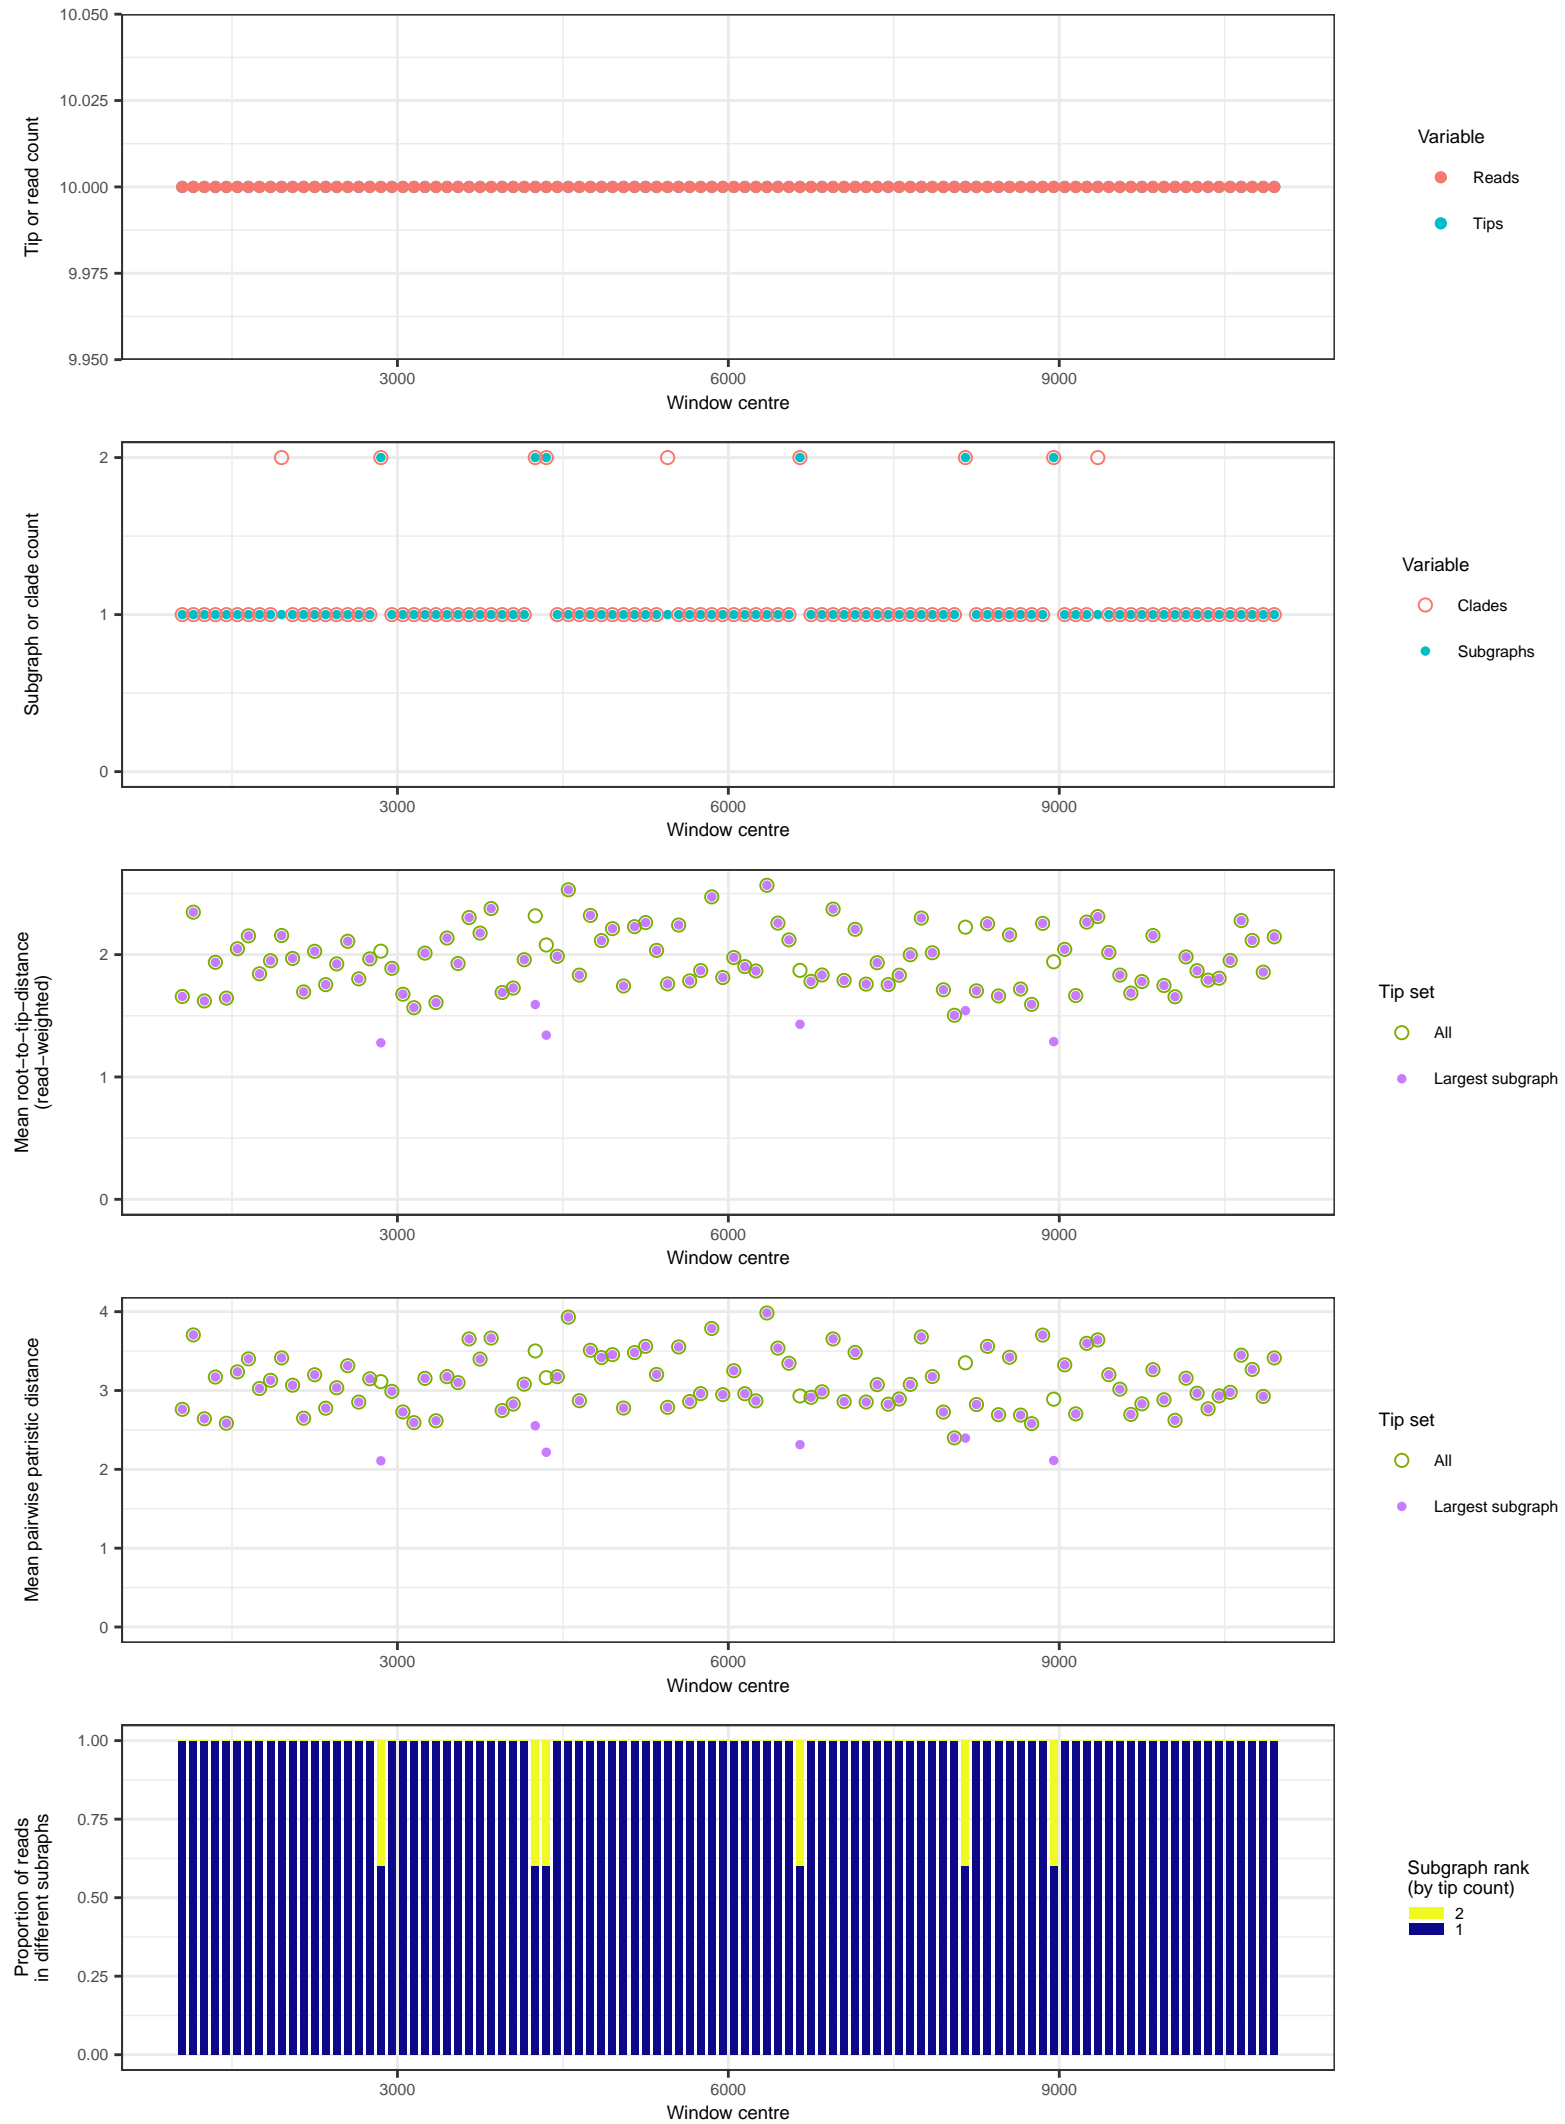 10.050
10.025
10.000
9.975
9.950
Tip or read count
3000
6000
9000
Window centre
Variable
Reads
Tips
2
1
0
Subgraph or clade count
3000
6000
9000
Window centre
Variable
Clades
Subgraphs
2
1
0
Mean root−to−tip−distance
(read−weighted)
3000
6000
9000
Window centre
Tip set
All
Largest subgraph
4
3
2
1
0
Mean pairwise patristic distance
3000
6000
9000
Window centre
Tip set
All
Largest subgraph
1.00
0.75
0.50
0.25
0.00
Proportion of reads
in different subraphs
3000
6000
9000
Window centre
Subgraph rank
(by tip count)
2
1